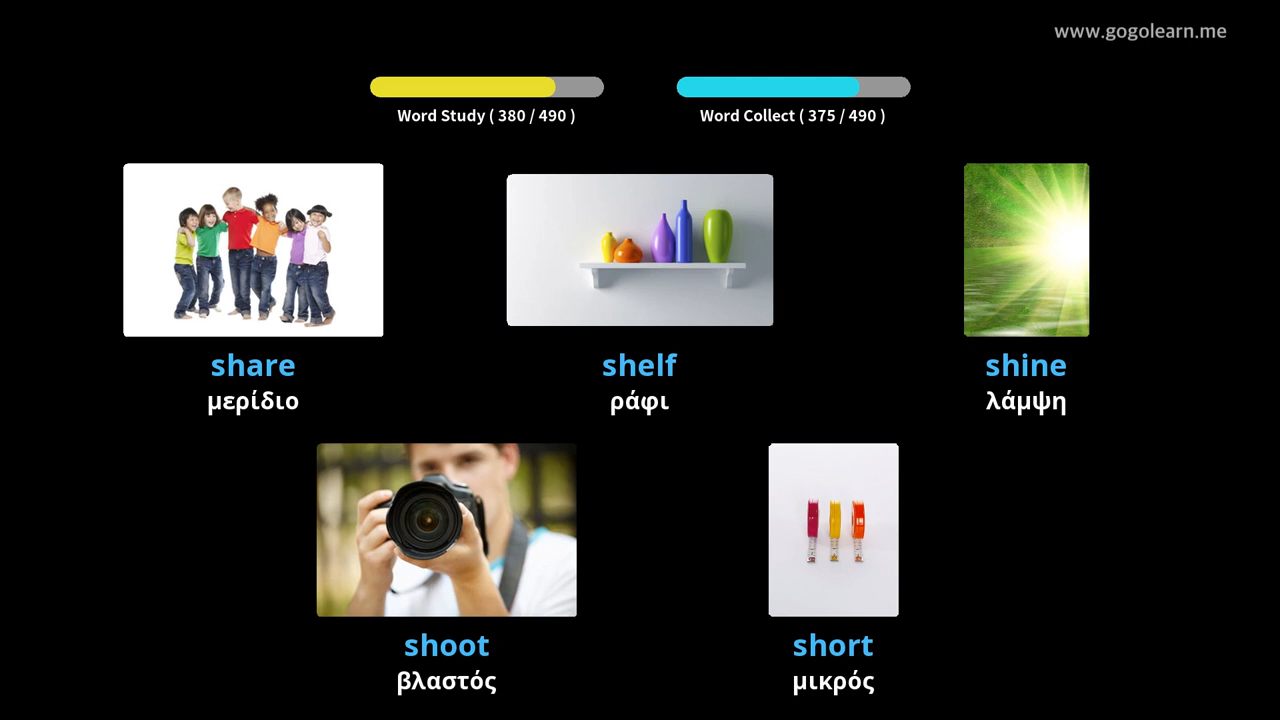 www.gogolearn.me
Word Study ( 380 / 490 )
Word Collect ( 375 / 490 )
share
μερίδιο
shelf
ράφι
shine
λάμψη
shoot
βλαστός
short
μικρός